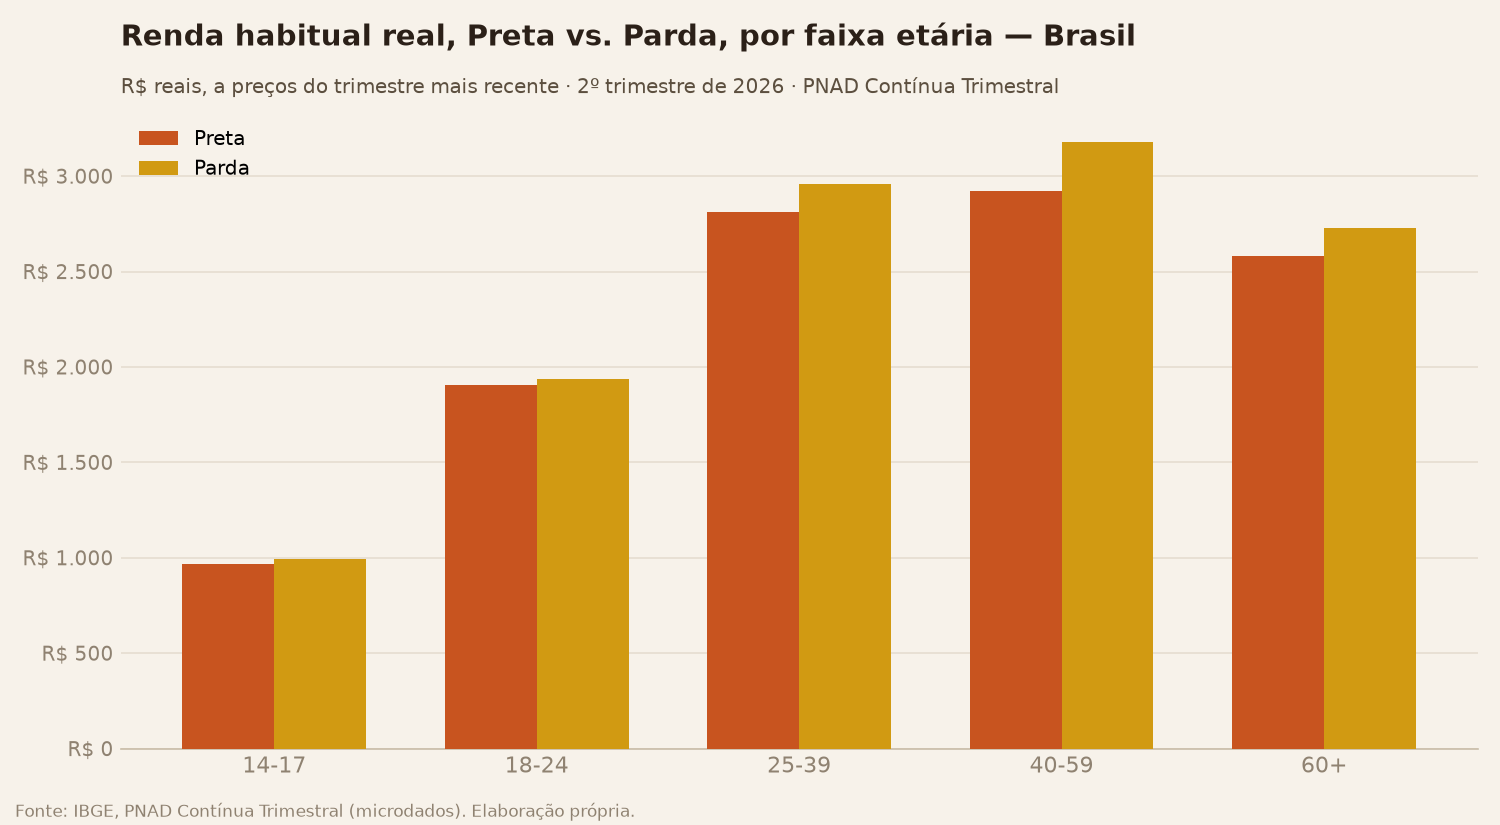 Renda habitual real, Preta vs. Parda, por faixa etária — Brasil
R$ reais, a preços do trimestre mais recente · 2º trimestre de 2026 · PNAD Contínua Trimestral
Preta
Parda
R$ 3.000
R$ 2.500
R$ 2.000
R$ 1.500
R$ 1.000
R$ 500
R$ 0
14-17 18-24 25-39 40-59 60+
Fonte: IBGE, PNAD Contínua Trimestral (microdados). Elaboração própria.